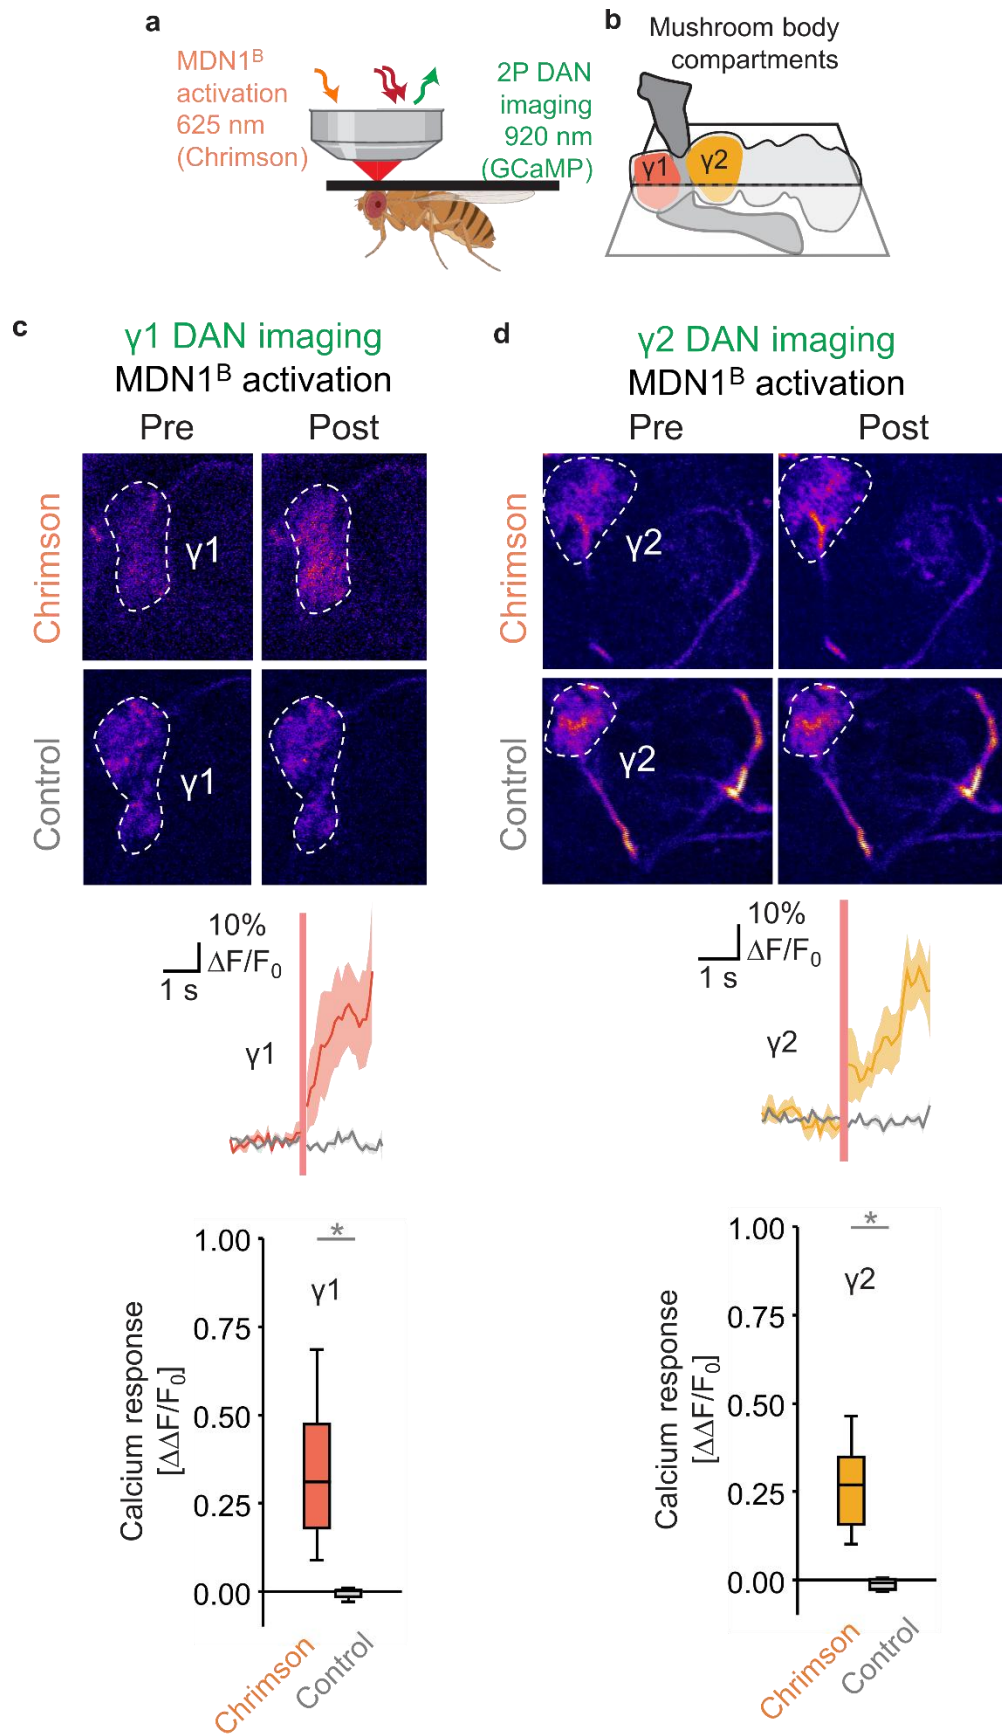 a
MDN1ᴮ
activation
625 nm
(Chrimson)
2P DAN
imaging
920 nm
(GCaMP)
b
Mushroom body
compartments
γ1
γ2
c
γ1 DAN imaging
MDN1ᴮ activation
Pre
Post
Chrimson
γ1
Control
γ1
10%
ΔF/F₀
1 s
γ1
1.00
0.75
0.50
0.25
0.00
*
γ1
Calcium response
[ΔΔF/F₀]
Chrimson
Control
d
γ2 DAN imaging
MDN1ᴮ activation
Pre
Post
Chrimson
γ2
Control
γ2
10%
ΔF/F₀
1 s
γ2
1.00
0.75
0.50
0.25
0.00
*
γ2
Calcium response
[ΔΔF/F₀]
Chrimson
Control